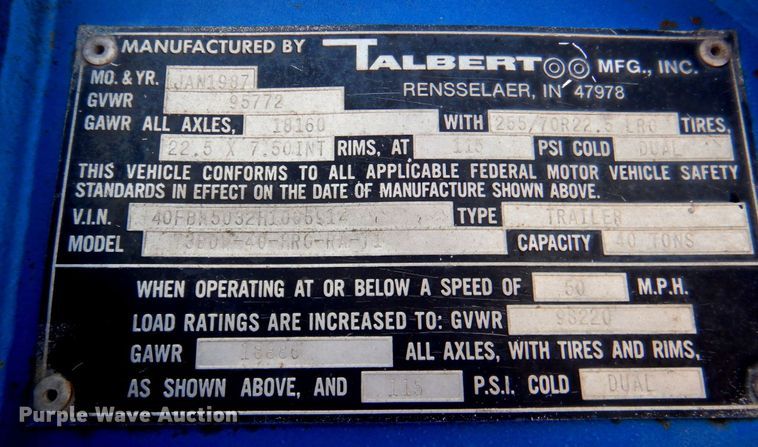 MANUFACTURED BY TALBERT MFG., INC.
RENSSELAER, IN 47978
MO. & YR. JAN1987
GVWR 95772
GAWR ALL AXLES, 18160 WITH 255/70R22.5 LRG TIRES,
22.5 X 7.50INT RIMS, AT 115 PSI COLD DUAL
THIS VEHICLE CONFORMS TO ALL APPLICABLE FEDERAL MOTOR VEHICLE SAFETY
STANDARDS IN EFFECT ON THE DATE OF MANUFACTURE SHOWN ABOVE.
V.I.N. TYPE TRAILER
MODEL CAPACITY 40 TONS
WHEN OPERATING AT OR BELOW A SPEED OF 50 M.P.H.
LOAD RATINGS ARE INCREASED TO: GVWR 98220
GAWR ALL AXLES, WITH TIRES AND RIMS,
AS SHOWN ABOVE, AND 115 P.S.I. COLD DUAL
Purple Wave Auction